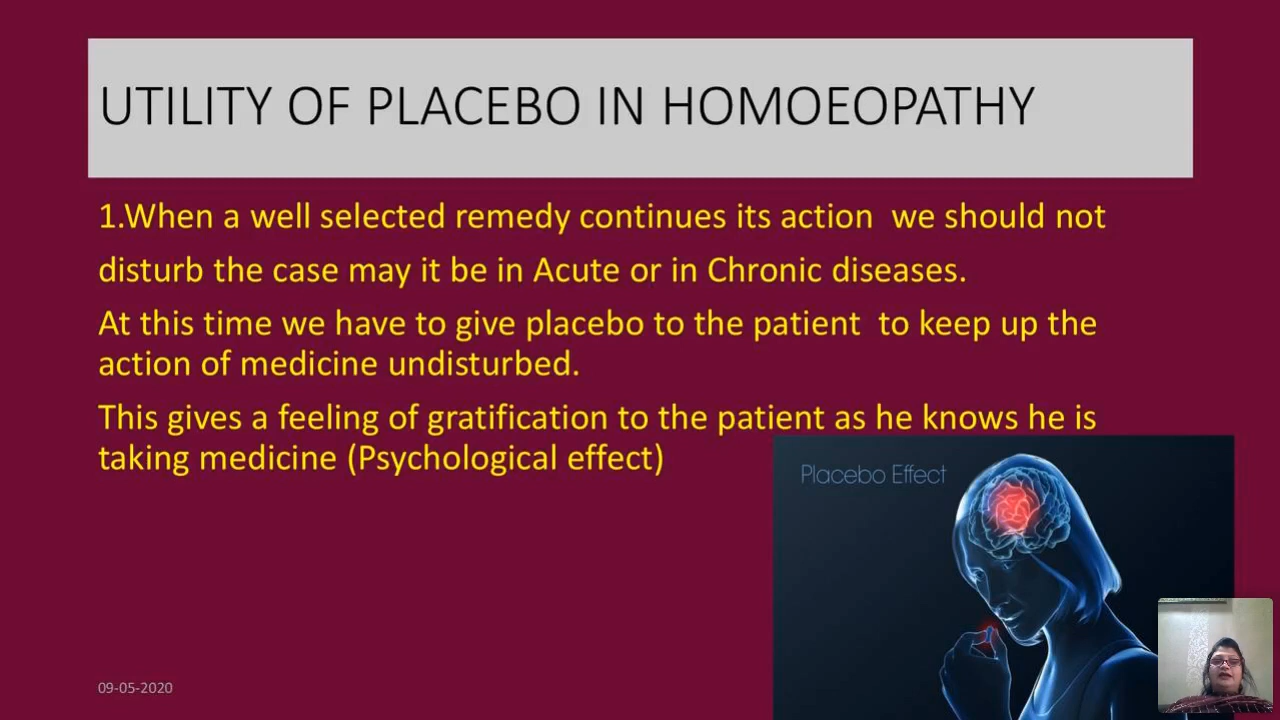 UTILITY OF PLACEBO IN HOMOEOPATHY
1.When a well selected remedy continues its action we should not
disturb the case may it be in Acute or in Chronic diseases.
At this time we have to give placebo to the patient to keep up the
action of medicine undisturbed.
This gives a feeling of gratification to the patient as he knows he is
taking medicine (Psychological effect)
Placebo Effect
09-05-2020